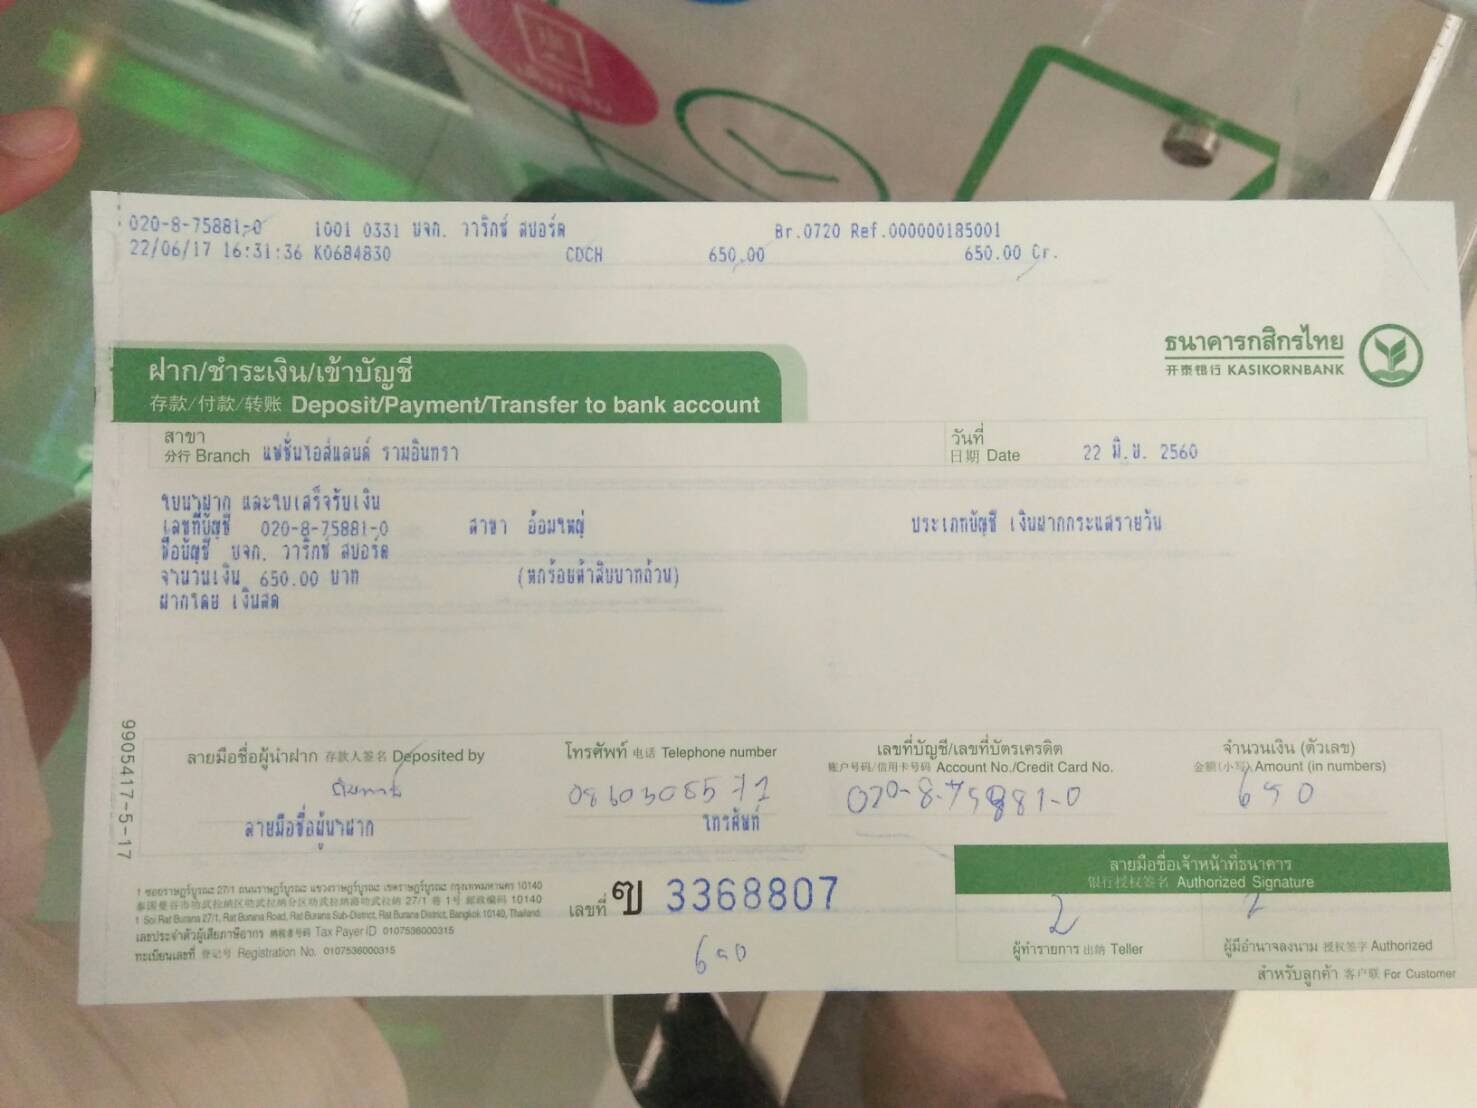 020-8-75881-0 1001 0331 บจก. วาริกซ์ สปอร์ต Br.0720 Ref.000000185001
22/06/17 16:31:36 K0684830 CDCH 650.00 650.00 Cr.
ธนาคารกสิกรไทย
开泰银行 KASIKORNBANK
ฝาก/ชำระเงิน/เข้าบัญชี
存款/付款/转账 Deposit/Payment/Transfer to bank account
สาขา
分行 Branch แฟชั่นไอส์แลนด์ รามอินทรา
วันที่
日期 Date 22 มิ.ย. 2560
ใบนำฝาก และใบเสร็จรับเงิน
เลขที่บัญชี 020-8-75881-0 สาขา อ้อมใหญ่ ประเภทบัญชี เงินฝากกระแสรายวัน
ชื่อบัญชี บจก. วาริกซ์ สปอร์ต
จำนวนเงิน 650.00 บาท (หกร้อยห้าสิบบาทถ้วน)
ฝากโดย เงินสด
9905417-5-17
ลายมือชื่อผู้นำฝาก 存款人签名 Deposited by
ลายมือชื่อผู้นำฝาก
โทรศัพท์ 电话 Telephone number
โทรศัพท์
เลขที่บัญชี/เลขที่บัตรเครดิต
账户号码/信用卡号码 Account No./Credit Card No.
020-8-75881-0
จำนวนเงิน (ตัวเลข)
金额(小写) Amount (in numbers)
650
1 ซอยราษฎร์บูรณะ 27/1 ถนนราษฎร์บูรณะ แขวงราษฎร์บูรณะ เขตราษฎร์บูรณะ กรุงเทพมหานคร 10140
泰国曼谷市叻武拉纳区叻武拉纳分区叻武拉纳路叻武拉纳 27/1 巷 1 号 邮政编码 10140
1 Soi Rat Burana 27/1, Rat Burana Road, Rat Burana Sub-District, Rat Burana District, Bangkok 10140, Thailand.
เลขประจำตัวผู้เสียภาษีอากร 纳税者号码 Tax Payer ID 0107536000315
ทะเบียนเลขที่ 登记号 Registration No. 0107536000315
เลขที่ ฃ 3368807
650
ลายมือชื่อเจ้าหน้าที่ธนาคาร
银行授权签名 Authorized Signature
ผู้ทำรายการ 出纳 Teller
ผู้มีอำนาจลงนาม 授权签字 Authorized
สำหรับลูกค้า 客户联 For Customer